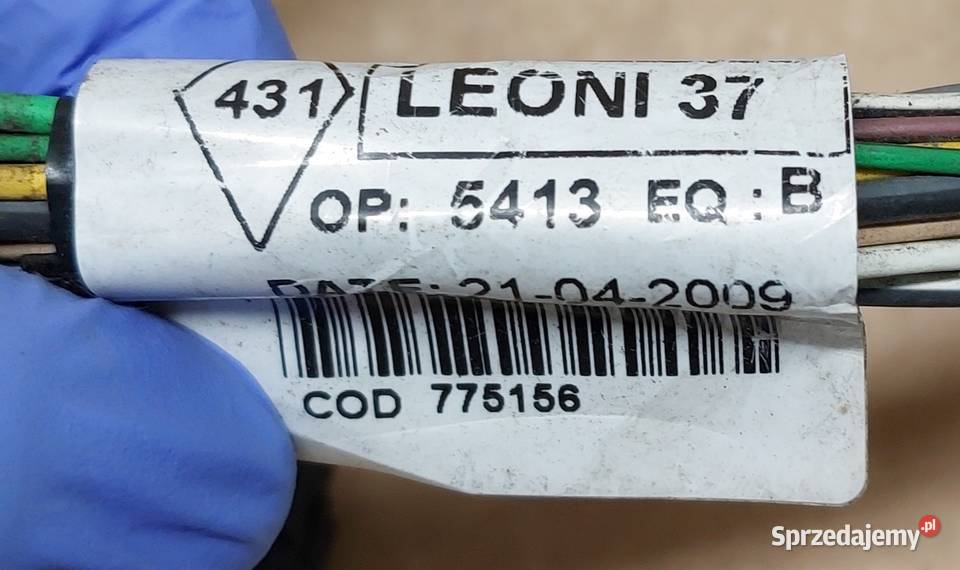 431 LEONI 37
OP: 5413 EQ : B
DATE: 21-04-2009
COD 775156
Sprzedajemy.pl